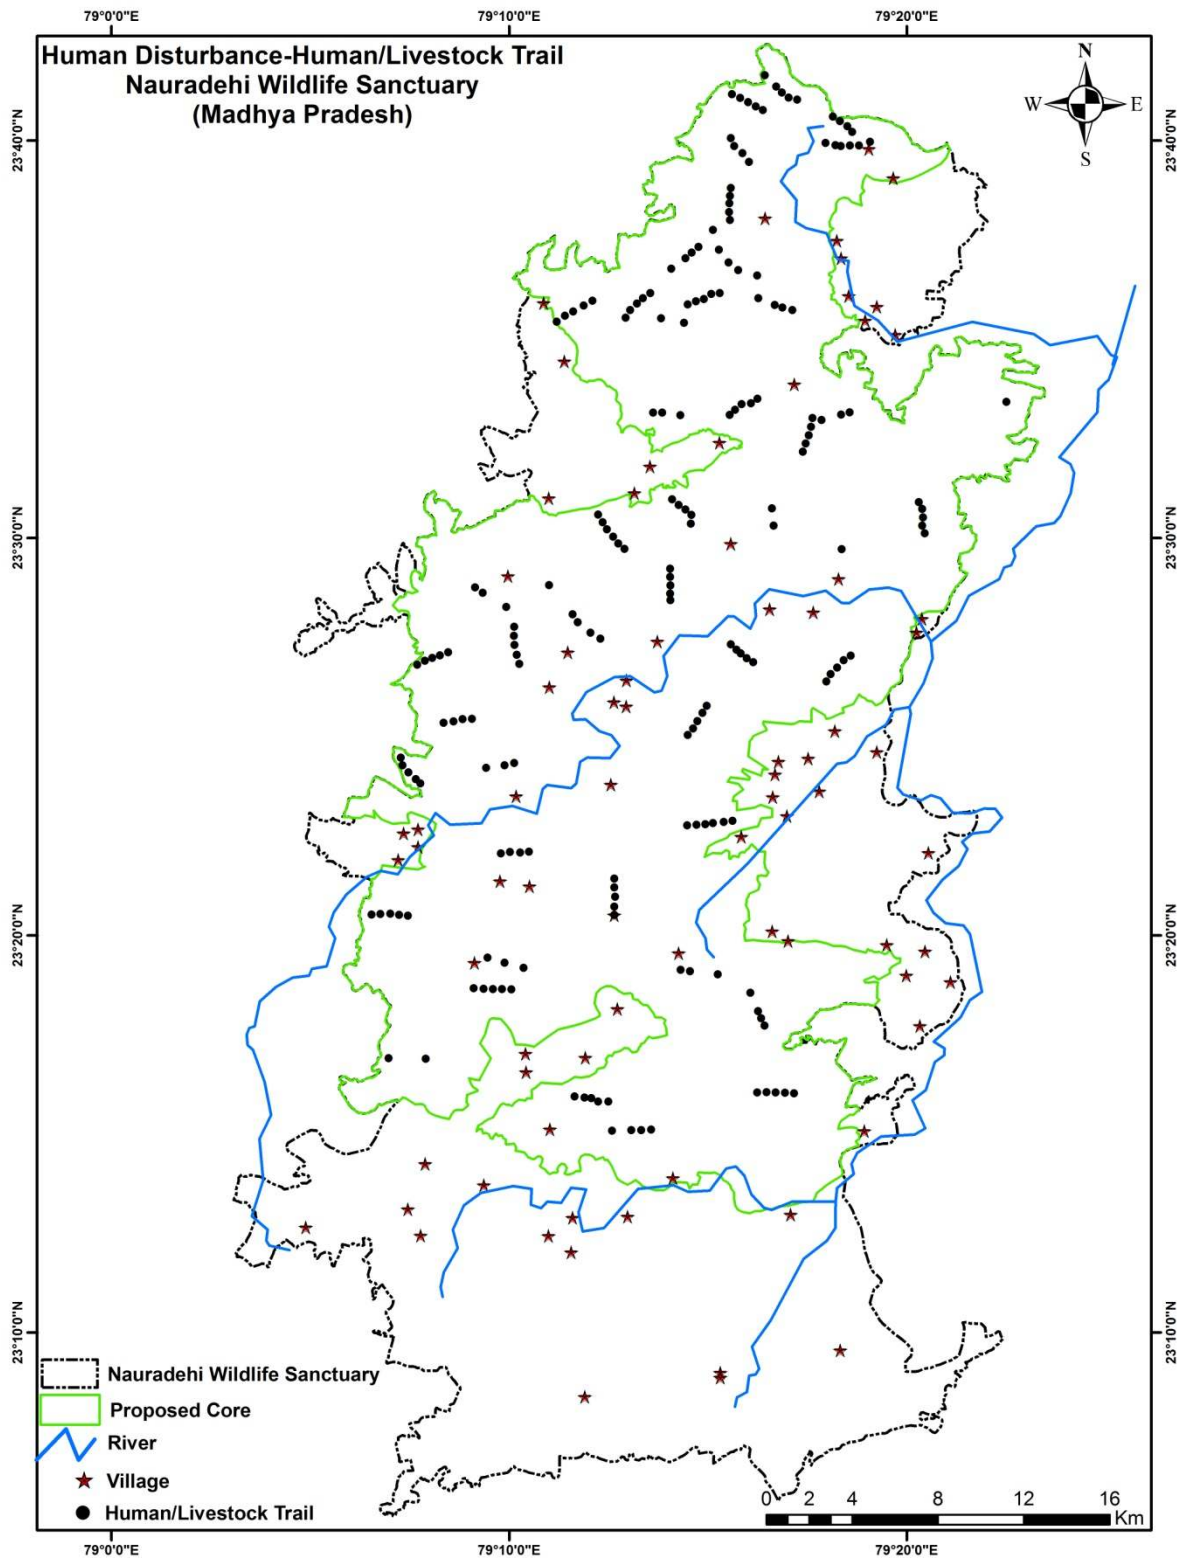 79°0'0"E 79°10'0"E 79°20'0"E
Human Disturbance-Human/Livestock Trail
Nauradehi Wildlife Sanctuary
(Madhya Pradesh)
N
W E
S
23°40'0"N 23°40'0"N
23°30'0"N 23°30'0"N
23°20'0"N 23°20'0"N
23°10'0"N 23°10'0"N
Nauradehi Wildlife Sanctuary
Proposed Core
River
Village
Human/Livestock Trail
0 2 4 8 12 16
Km
79°0'0"E 79°10'0"E 79°20'0"E